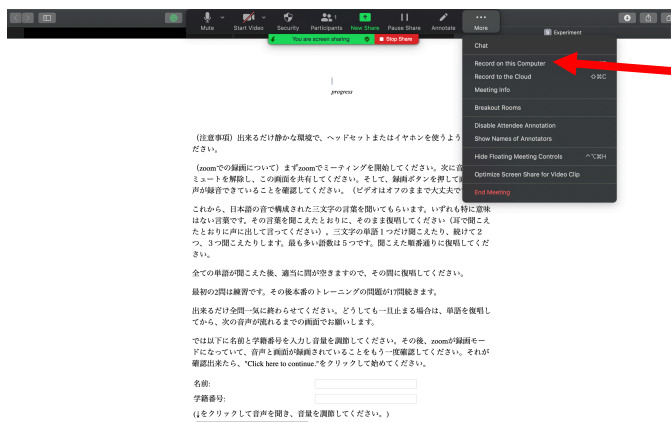 Mute Start Video Security Participants 1 New Share Pause Share Annotate More
You are screen sharing Stop Share
Experiment
Chat
Record on this Computer
Record to the Cloud ⇧⌘C
Meeting Info
Breakout Rooms
Disable Attendee Annotation
Show Names of Annotators
Hide Floating Meeting Controls ^⌥⌘H
Optimize Screen Share for Video Clip
End Meeting
progress
(注意事項)出来るだけ静かな環境で、ヘッドセットまたはイヤホンを使うよう
ださい。
(zoomでの録画について)まずzoomでミーティングを開始してください。次に音
ミュートを解除し、この画面を共有してください。そして、録画ボタンを押して
声が録音できていることを確認してください。(ビデオはオフのままで大丈夫で
これから、日本語の音で構成された三文字の言葉を聞いてもらいます。いずれも特に意味
はない言葉です。その言葉を聞こえたとおりに、そのまま復唱してください(耳で聞こえ
たとおりに声に出して言ってください)。三文字の単語1つだけ聞こえたり、続けて2
つ、3つ聞こえたりします。最も多い語数は5つです。聞こえた順番通りに復唱してくだ
さい。
全ての単語が聞こえた後、適当に間が空きますので、その間に復唱してください。
最初の2問は練習です。その後本番のトレーニングの問題が17問続きます。
出来るだけ全問一気に終わらせてください。どうしても一旦止まる場合は、単語を復唱し
てから、次の音声が流れるまでの画面でお願いします。
では以下に名前と学籍番号を入力し音量を調節してください。その後、zoomが録画モー
ドになっていて、音声と画面が録画されていることをもう一度確認してください。それが
確認出来たら、"Click here to continue."をクリックして始めてください。
名前:
学籍番号:
(↓をクリックして音声を聞き、音量を調節してください。)